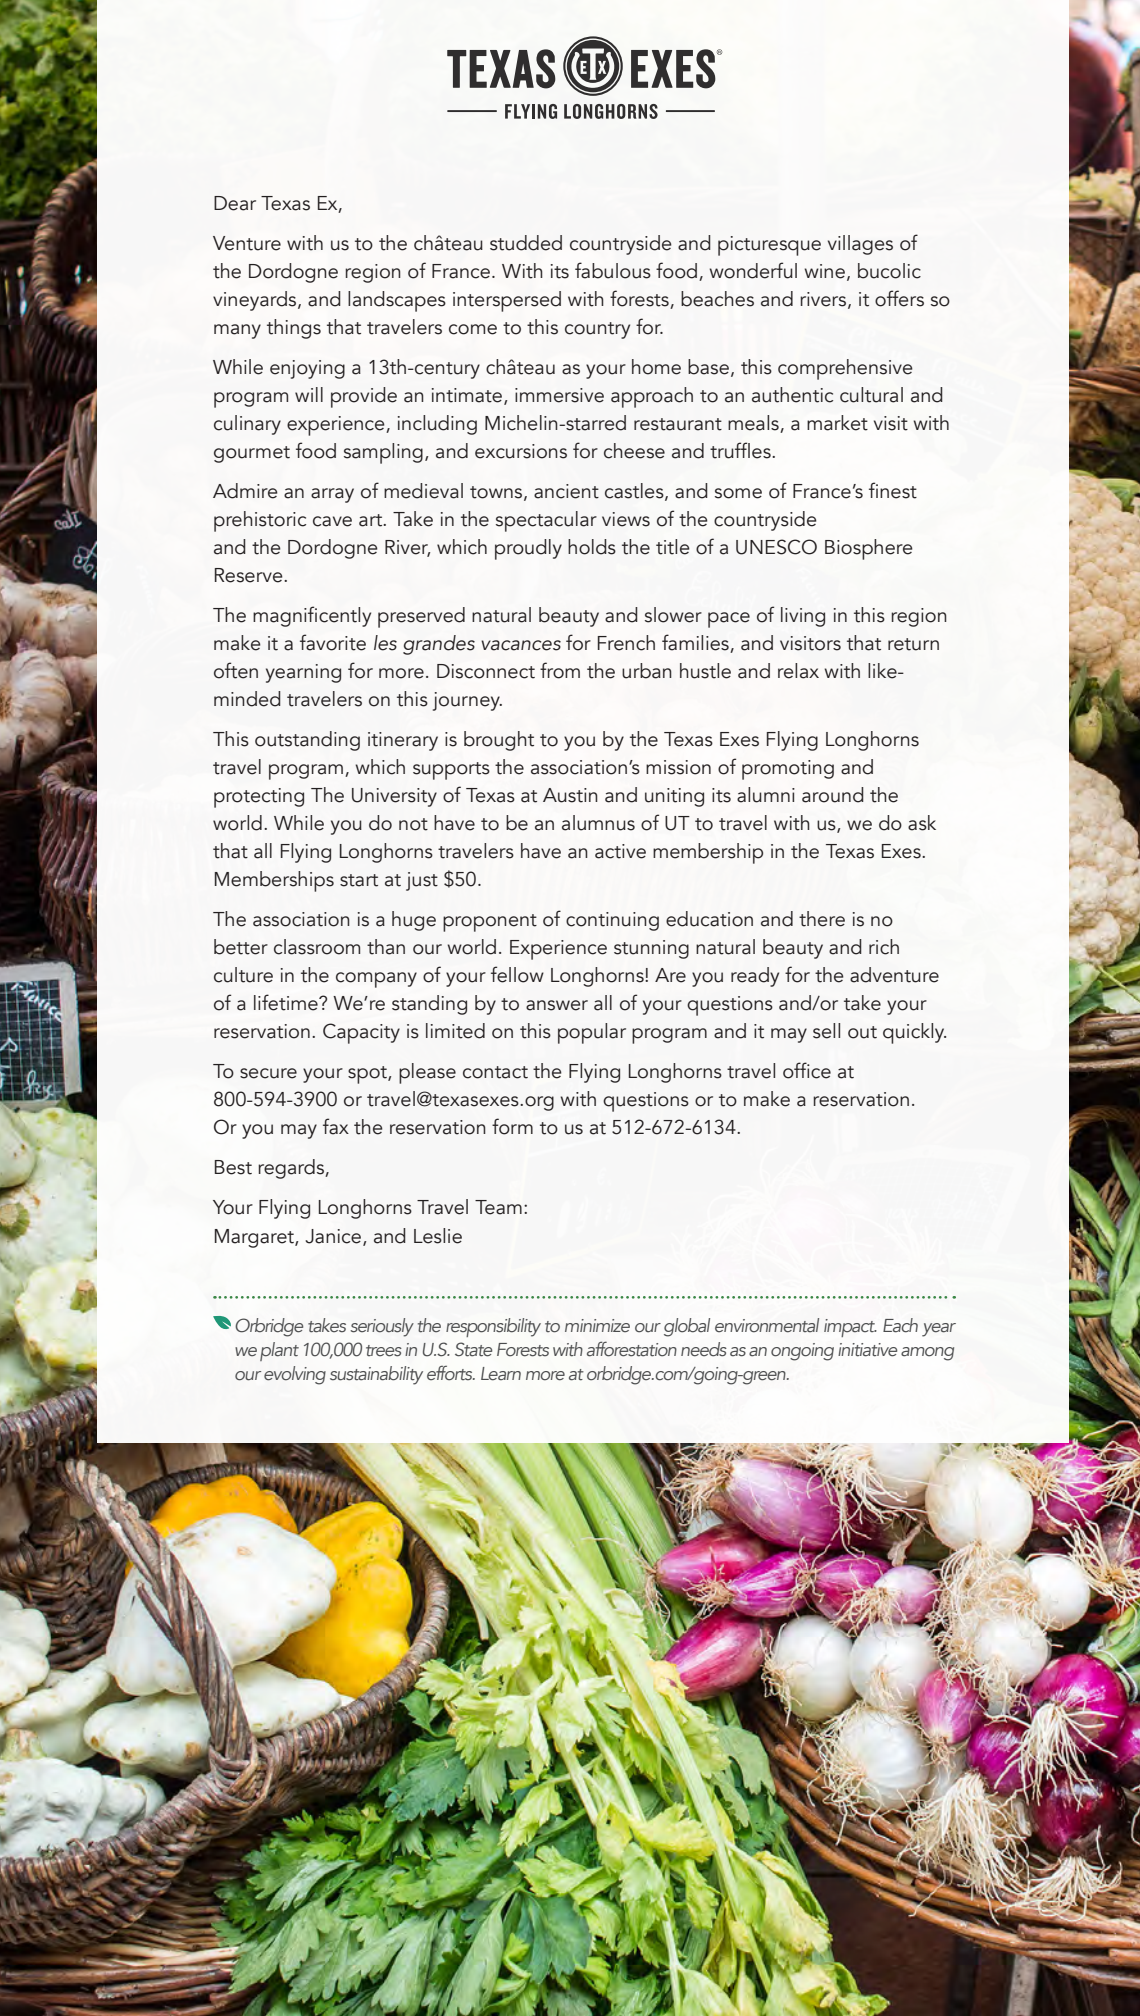 TEXAS ETX EXES®
FLYING LONGHORNS
Dear Texas Ex,
Venture with us to the château studded countryside and picturesque villages of
the Dordogne region of France. With its fabulous food, wonderful wine, bucolic
vineyards, and landscapes interspersed with forests, beaches and rivers, it offers so
many things that travelers come to this country for.
While enjoying a 13th-century château as your home base, this comprehensive
program will provide an intimate, immersive approach to an authentic cultural and
culinary experience, including Michelin-starred restaurant meals, a market visit with
gourmet food sampling, and excursions for cheese and truffles.
Admire an array of medieval towns, ancient castles, and some of France’s finest
prehistoric cave art. Take in the spectacular views of the countryside
and the Dordogne River, which proudly holds the title of a UNESCO Biosphere
Reserve.
The magnificently preserved natural beauty and slower pace of living in this region
make it a favorite les grandes vacances for French families, and visitors that return
often yearning for more. Disconnect from the urban hustle and relax with like-
minded travelers on this journey.
This outstanding itinerary is brought to you by the Texas Exes Flying Longhorns
travel program, which supports the association’s mission of promoting and
protecting The University of Texas at Austin and uniting its alumni around the
world. While you do not have to be an alumnus of UT to travel with us, we do ask
that all Flying Longhorns travelers have an active membership in the Texas Exes.
Memberships start at just $50.
The association is a huge proponent of continuing education and there is no
better classroom than our world. Experience stunning natural beauty and rich
culture in the company of your fellow Longhorns! Are you ready for the adventure
of a lifetime? We’re standing by to answer all of your questions and/or take your
reservation. Capacity is limited on this popular program and it may sell out quickly.
To secure your spot, please contact the Flying Longhorns travel office at
800-594-3900 or travel@texasexes.org with questions or to make a reservation.
Or you may fax the reservation form to us at 512-672-6134.
Best regards,
Your Flying Longhorns Travel Team:
Margaret, Janice, and Leslie
Orbridge takes seriously the responsibility to minimize our global environmental impact. Each year
we plant 100,000 trees in U.S. State Forests with afforestation needs as an ongoing initiative among
our evolving sustainability efforts. Learn more at orbridge.com/going-green.